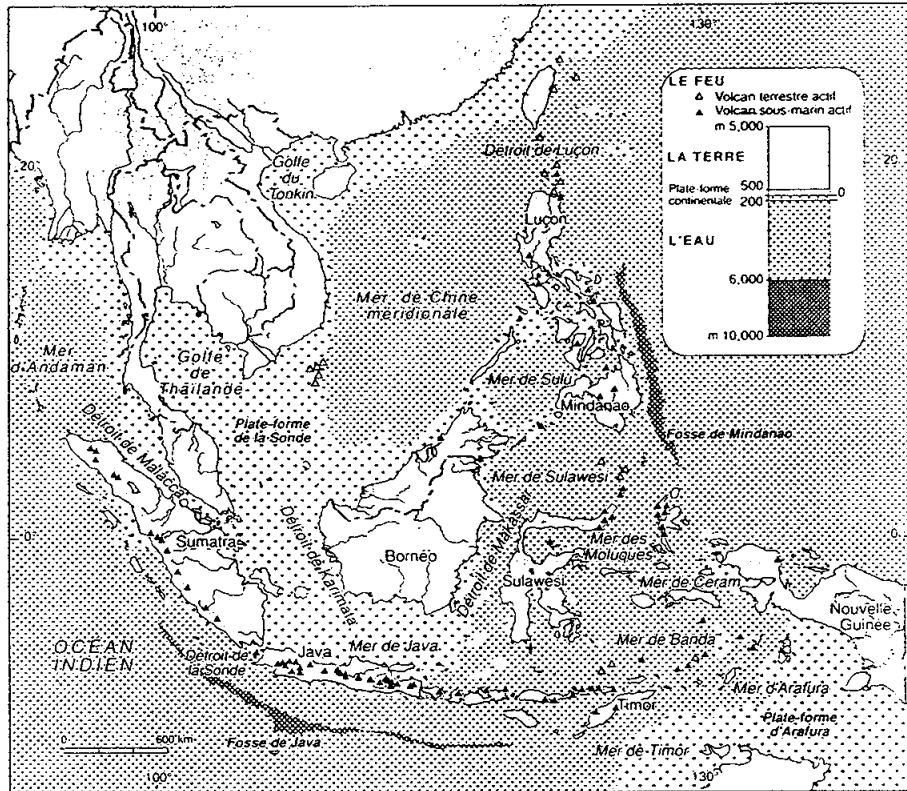 100°
130°
LE FEU
Volcan terrestre actif
Volcan sous-marin actif
m 5,000
LA TERRE
500
0
Plate-forme
continentale
200
L'EAU
6,000
m 10,000
20
20
Golfe
du
Tonkin
Détroit de Luçon
Luçon
Mer de Chine
méridionale
Mer
d'Andaman
Golfe
de
Thaïlande
Mer de Sulu
Mindanao
Plate-forme
de la Sonde
Fosse de Mindanao
Détroit de Malacca
Mer de Sulawesi
0°
0
Sumatra
Détroit de Karimata
Bornéo
Détroit de Makassar
Sulawesi
Mer des
Moluques
Mer de Ceram
Nouvelle
Guinée
OCÉAN
INDIEN
Détroit de
la Sonde
Java
Mer de Java
Mer de Banda
Mer d'Arafura
Timor
Plate-forme
d'Arafura
Fosse de Java
Mer de Timor
0
500 km
100°
130°